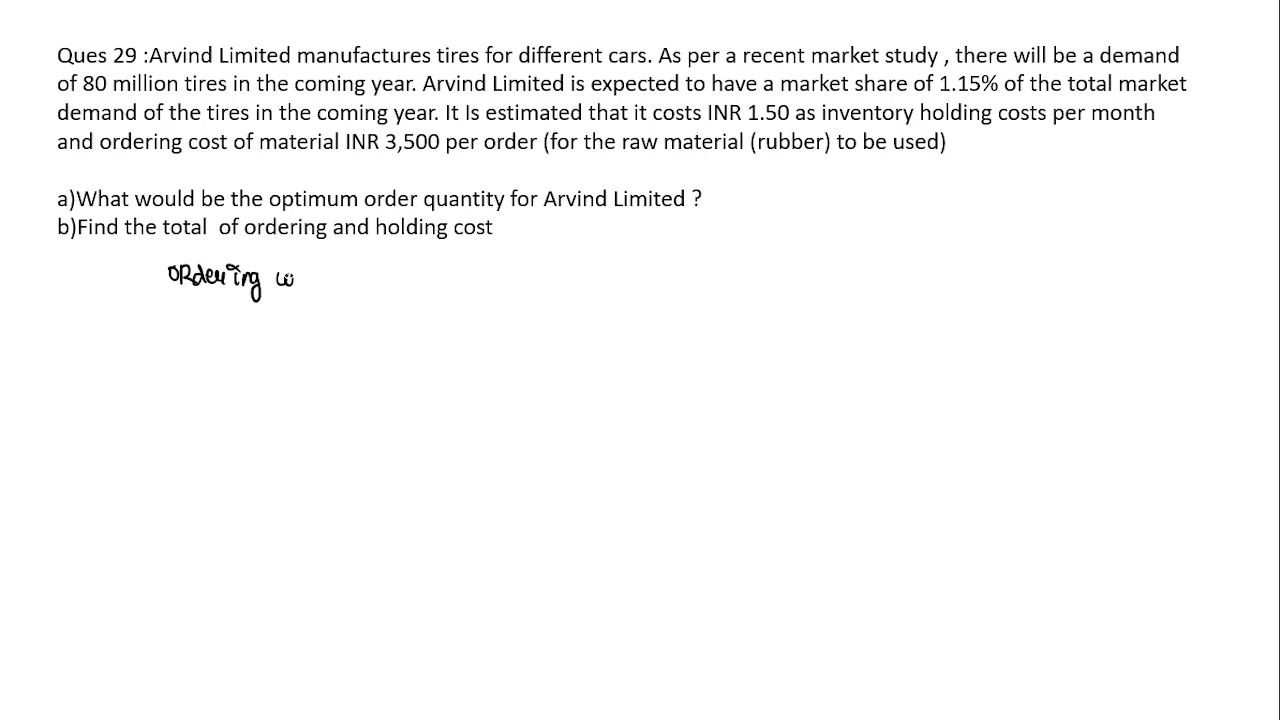 Ques 29 :Arvind Limited manufactures tires for different cars. As per a recent market study , there will be a demand
of 80 million tires in the coming year. Arvind Limited is expected to have a market share of 1.15% of the total market
demand of the tires in the coming year. It Is estimated that it costs INR 1.50 as inventory holding costs per month
and ordering cost of material INR 3,500 per order (for the raw material (rubber) to be used)
a)What would be the optimum order quantity for Arvind Limited ?
b)Find the total of ordering and holding cost
ordering